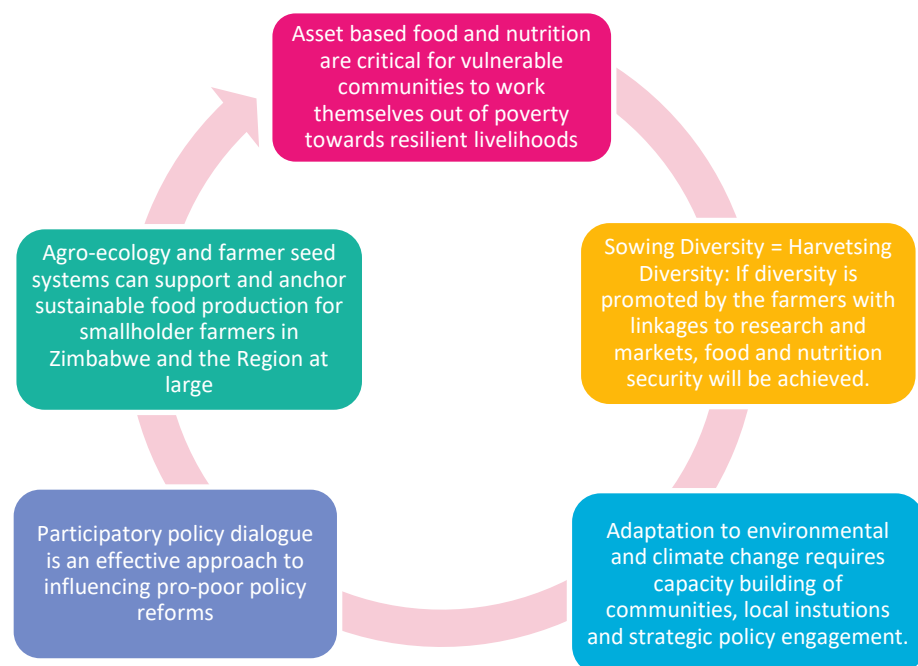 Asset based food and nutrition
are critical for vulnerable
communities to work
themselves out of poverty
towards resilient livelihoods
Sowing Diversity = Harvetsing
Diversity: If diversity is
promoted by the farmers with
linkages to research and
markets, food and nutrition
security will be achieved.
Adaptation to environmental
and climate change requires
capacity building of
communities, local instutions
and strategic policy engagement.
Participatory policy dialogue
is an effective approach to
influencing pro-poor policy
reforms
Agro-ecology and farmer seed
systems can support and anchor
sustainable food production for
smallholder farmers in
Zimbabwe and the Region at
large